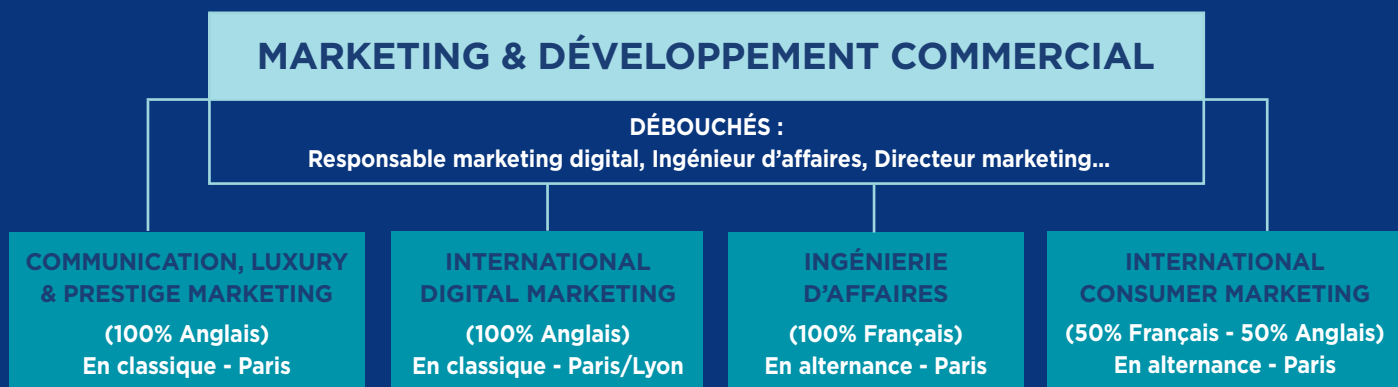 MARKETING & DÉVELOPPEMENT COMMERCIAL
DÉBOUCHÉS :
Responsable marketing digital, Ingénieur d’affaires, Directeur marketing...
COMMUNICATION, LUXURY
& PRESTIGE MARKETING
(100% Anglais)
En classique - Paris
INTERNATIONAL
DIGITAL MARKETING
(100% Anglais)
En classique - Paris/Lyon
INGÉNIERIE
D’AFFAIRES
(100% Français)
En alternance - Paris
INTERNATIONAL
CONSUMER MARKETING
(50% Français - 50% Anglais)
En alternance - Paris